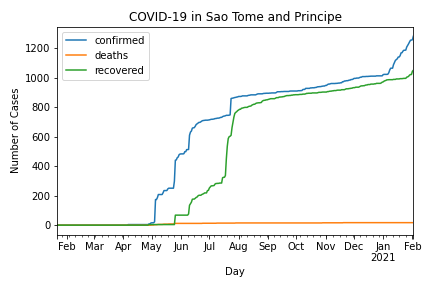 COVID-19 in Sao Tome and Principe
confirmed
deaths
recovered
Number of Cases
1200
1000
800
600
400
200
0
Feb Mar Apr May Jun Jul Aug Sep Oct Nov Dec Jan Feb
2021
Day